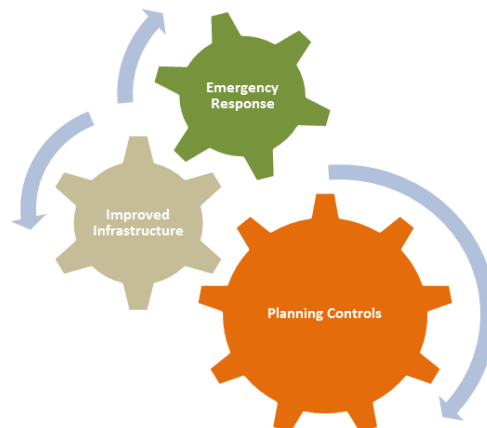 Emergency
Response
Improved
Infrastructure
Planning Controls